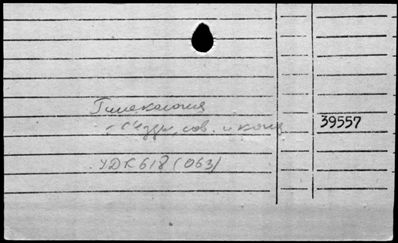 Гинекология
- Съезды, сов. и конф.
39557
УДК 618 (063)